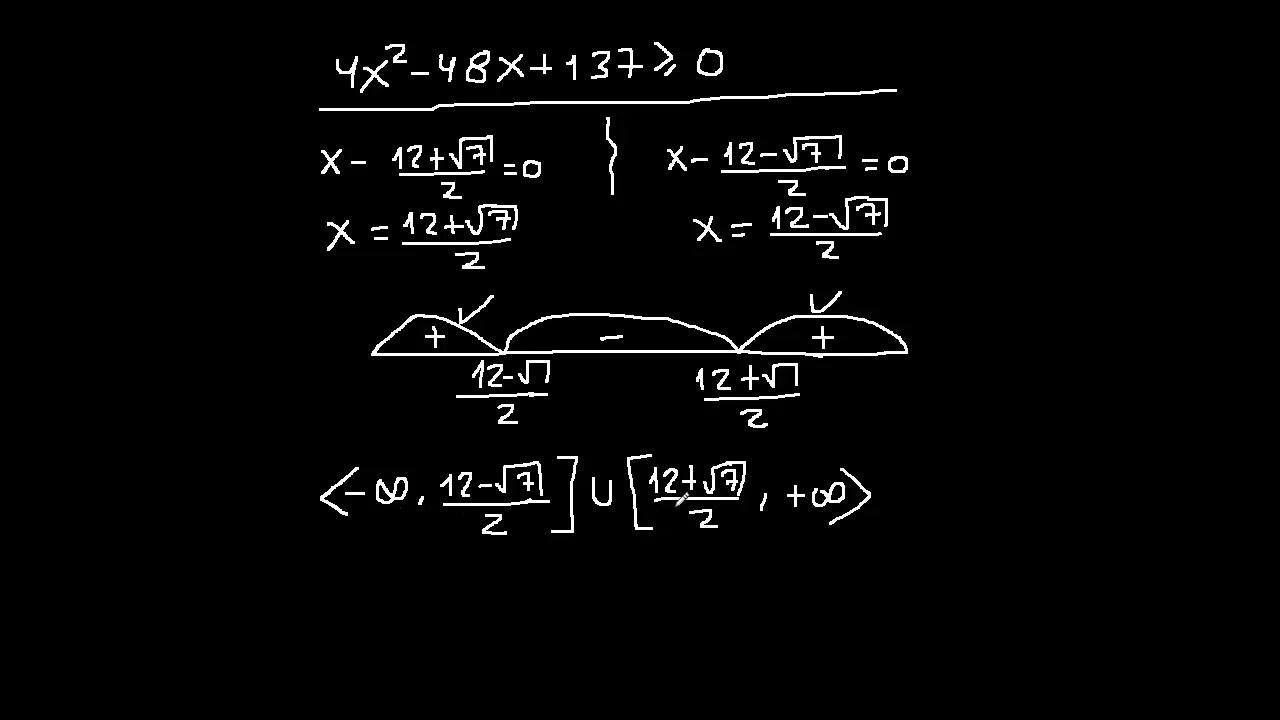 4x² - 48x + 137 ⩾ 0
x - (12+√7)/2 = 0 x - (12-√7)/2 = 0
x = (12+√7)/2 x = (12-√7)/2
+ - +
(12-√7)/2 (12+√7)/2
<-∞, (12-√7)/2] ∪ [(12+√7)/2, +∞>